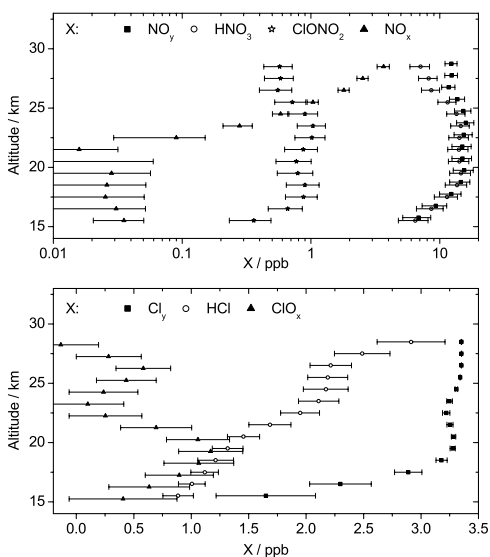 X: NOy HNO3 ClONO2 NOx
30
25
20
15
Altitude / km
0.01 0.1 1 10
X / ppb
X: Cly HCl ClOx
30
25
20
15
Altitude / km
0.0 0.5 1.0 1.5 2.0 2.5 3.0 3.5
X / ppb